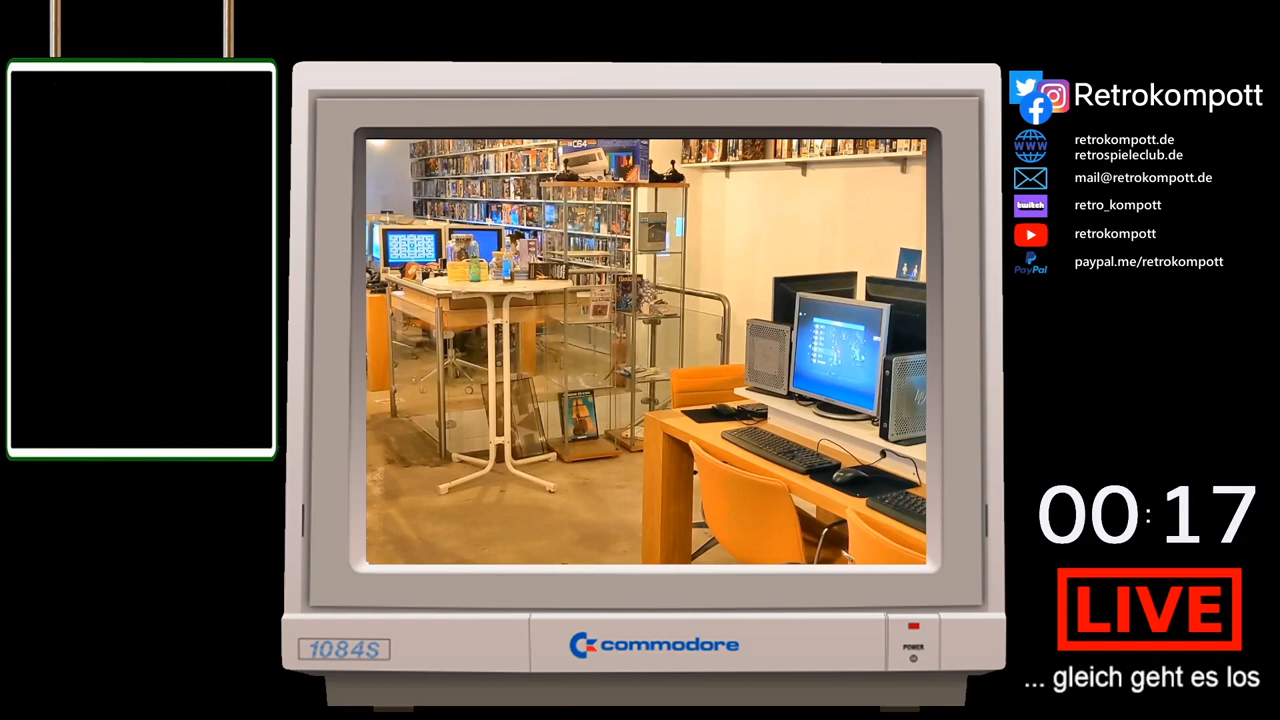 Retrokompott
www
retrokompott.de
retrospieleclub.de
mail@retrokompott.de
twitch
retro_kompott
retrokompott
PayPal
paypal.me/retrokompott
C64
00:17
LIVE
... gleich geht es los
1084S
commodore
POWER